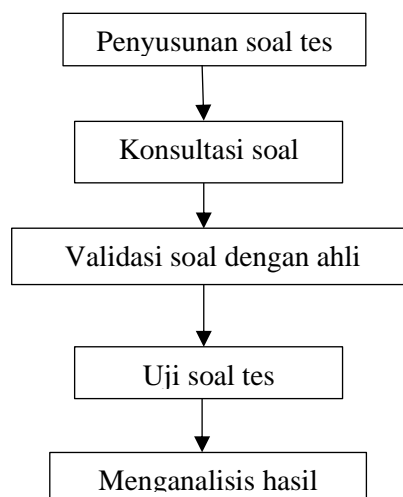 Penyusunan soal tes
Konsultasi soal
Validasi soal dengan ahli
Uji soal tes
Menganalisis hasil